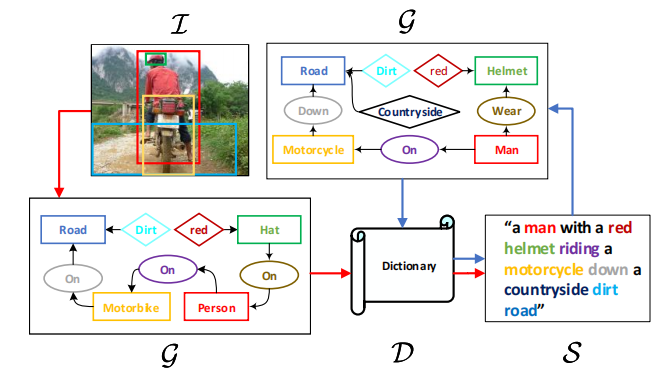 I
G
Road
Dirt
red
Helmet
Down
Countryside
Wear
Motorcycle
On
Man
Road
Dirt
red
Hat
On
On
On
Motorbike
Person
Dictionary
"a man with a red
helmet riding a
motorcycle down a
countryside dirt
road"
G
D
S